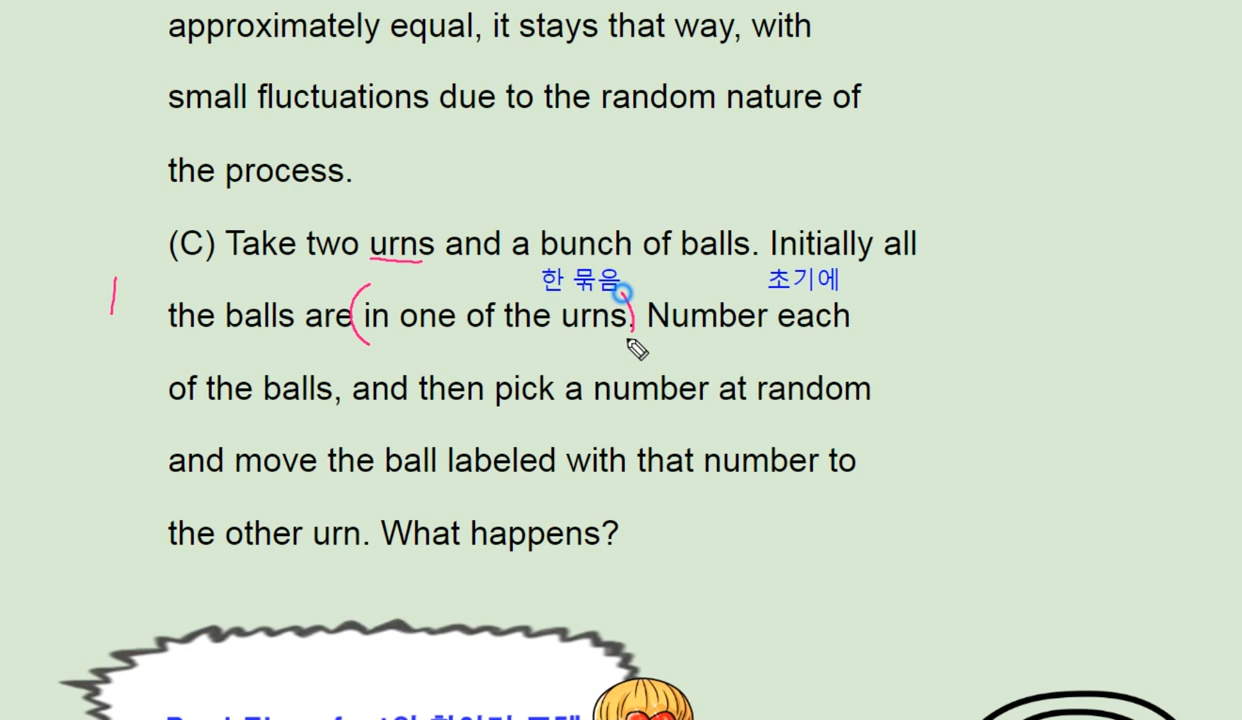 approximately equal, it stays that way, with
small fluctuations due to the random nature of
the process.
(C) Take two urns and a bunch of balls. Initially all
한 묶음 초기에
the balls are in one of the urns. Number each
of the balls, and then pick a number at random
and move the ball labeled with that number to
the other urn. What happens?